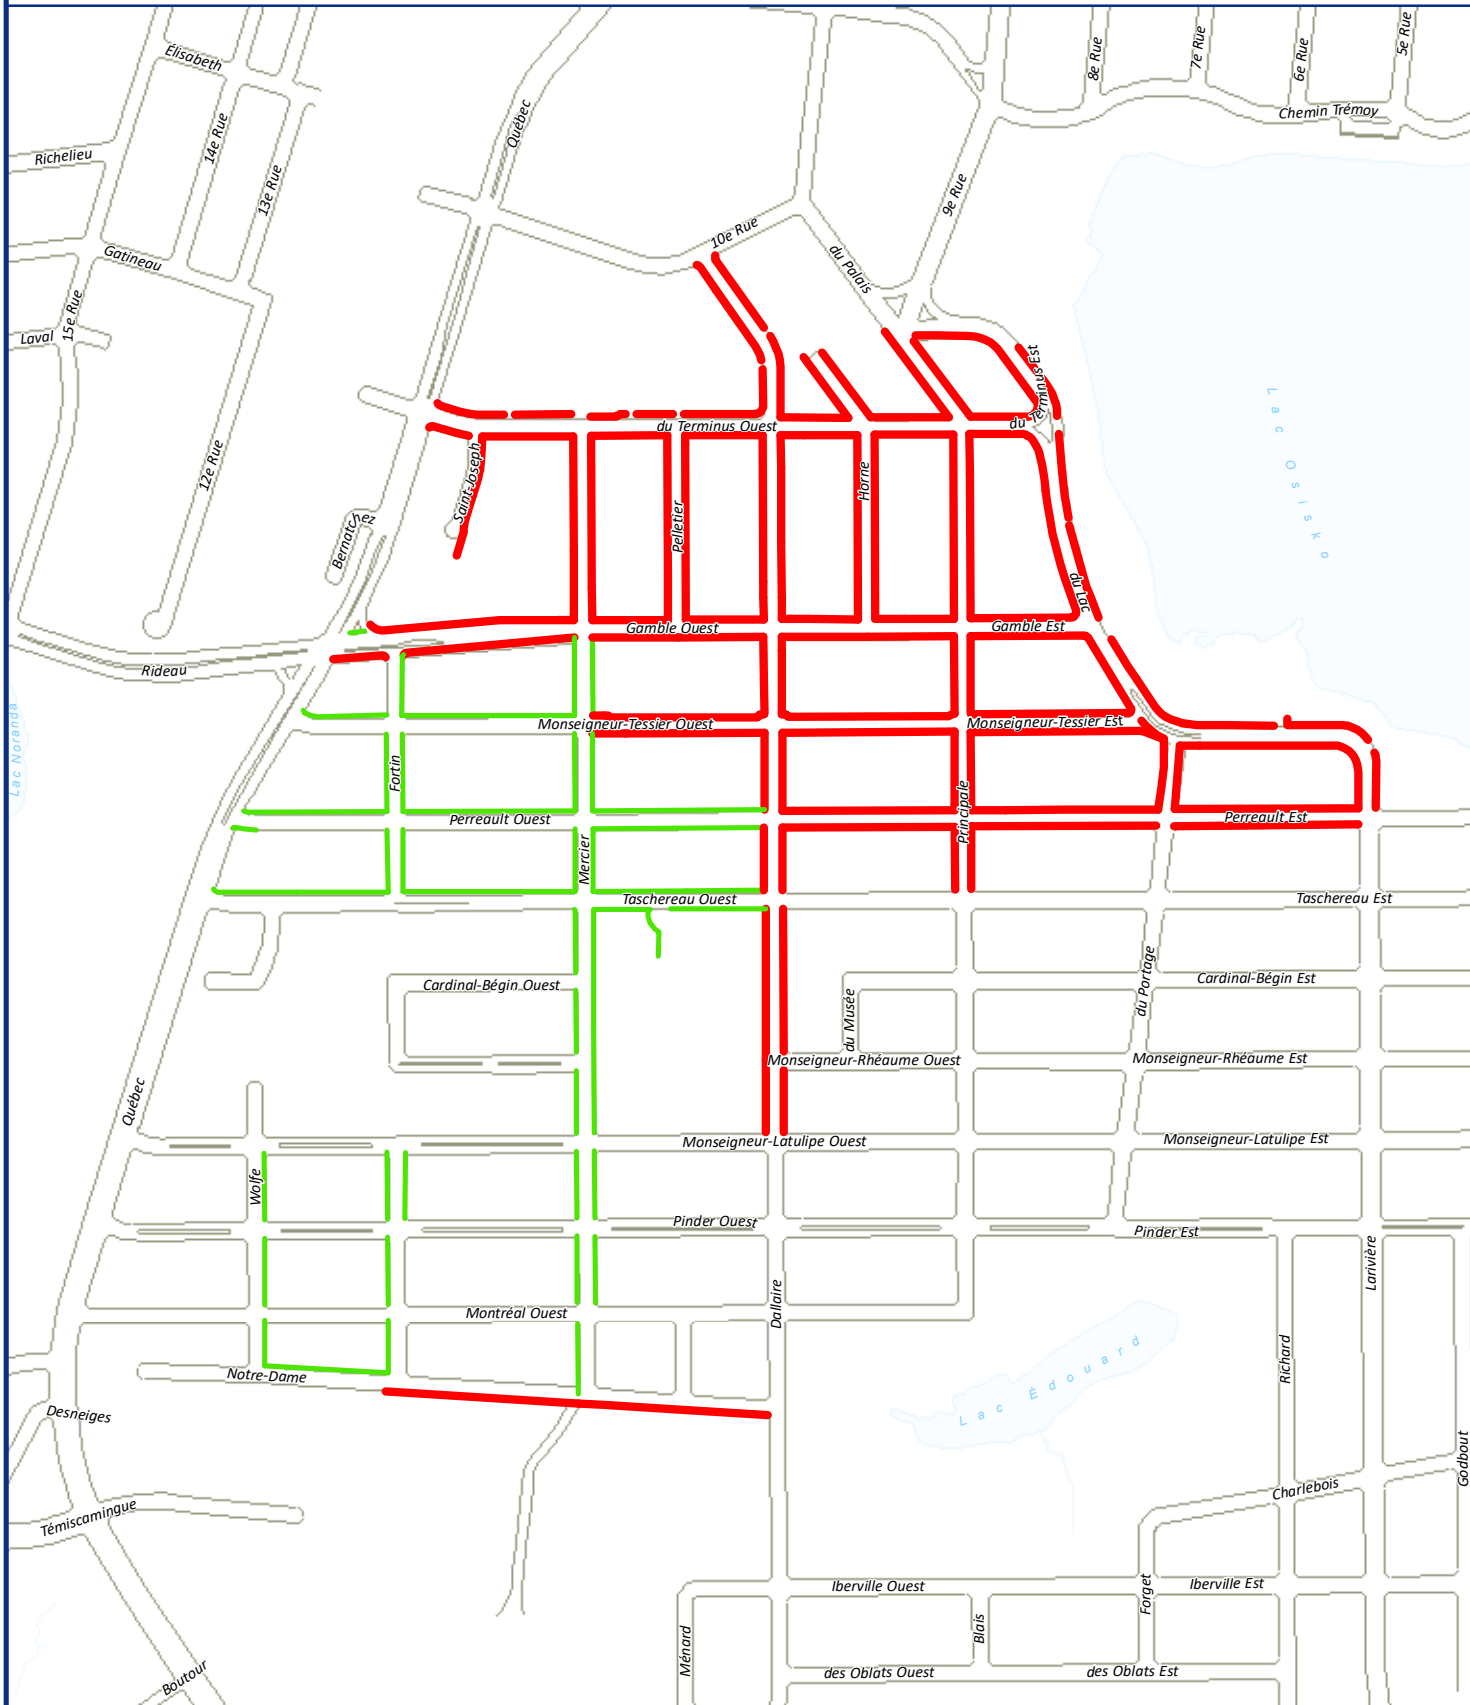 5e Rue
Élisabeth
8e Rue
7e Rue
6e Rue
Québec
Chemin Trémoy
14e Rue
Richelieu
13e Rue
9e Rue
10e Rue
Gatineau
du Palais
15e Rue
Laval
du Terminus Est
Lac Osisko
du Terminus Ouest
du Terminus Est
12e Rue
Saint-Joseph
Horne
Pelletier
Bernatchez
du Lac
Gamble Ouest
Gamble Est
Rideau
Lac Noranda
Monseigneur-Tessier Ouest
Monseigneur-Tessier Est
Fortin
Principale
Perreault Ouest
Perreault Est
Mercier
Taschereau Ouest
Taschereau Est
Cardinal-Bégin Ouest
Cardinal-Bégin Est
du Portage
du Musée
Monseigneur-Rhéaume Ouest
Monseigneur-Rhéaume Est
Québec
Monseigneur-Latulipe Ouest
Monseigneur-Latulipe Est
Wolfe
Pinder Ouest
Pinder Est
Larivière
Dallaire
Montréal Ouest
Richard
Notre-Dame
Lac Édouard
Desneiges
Godbout
Charlebois
Témiscamingue
Iberville Ouest
Iberville Est
Forget
Blais
Ménard
des Oblats Ouest
des Oblats Est
Boutour